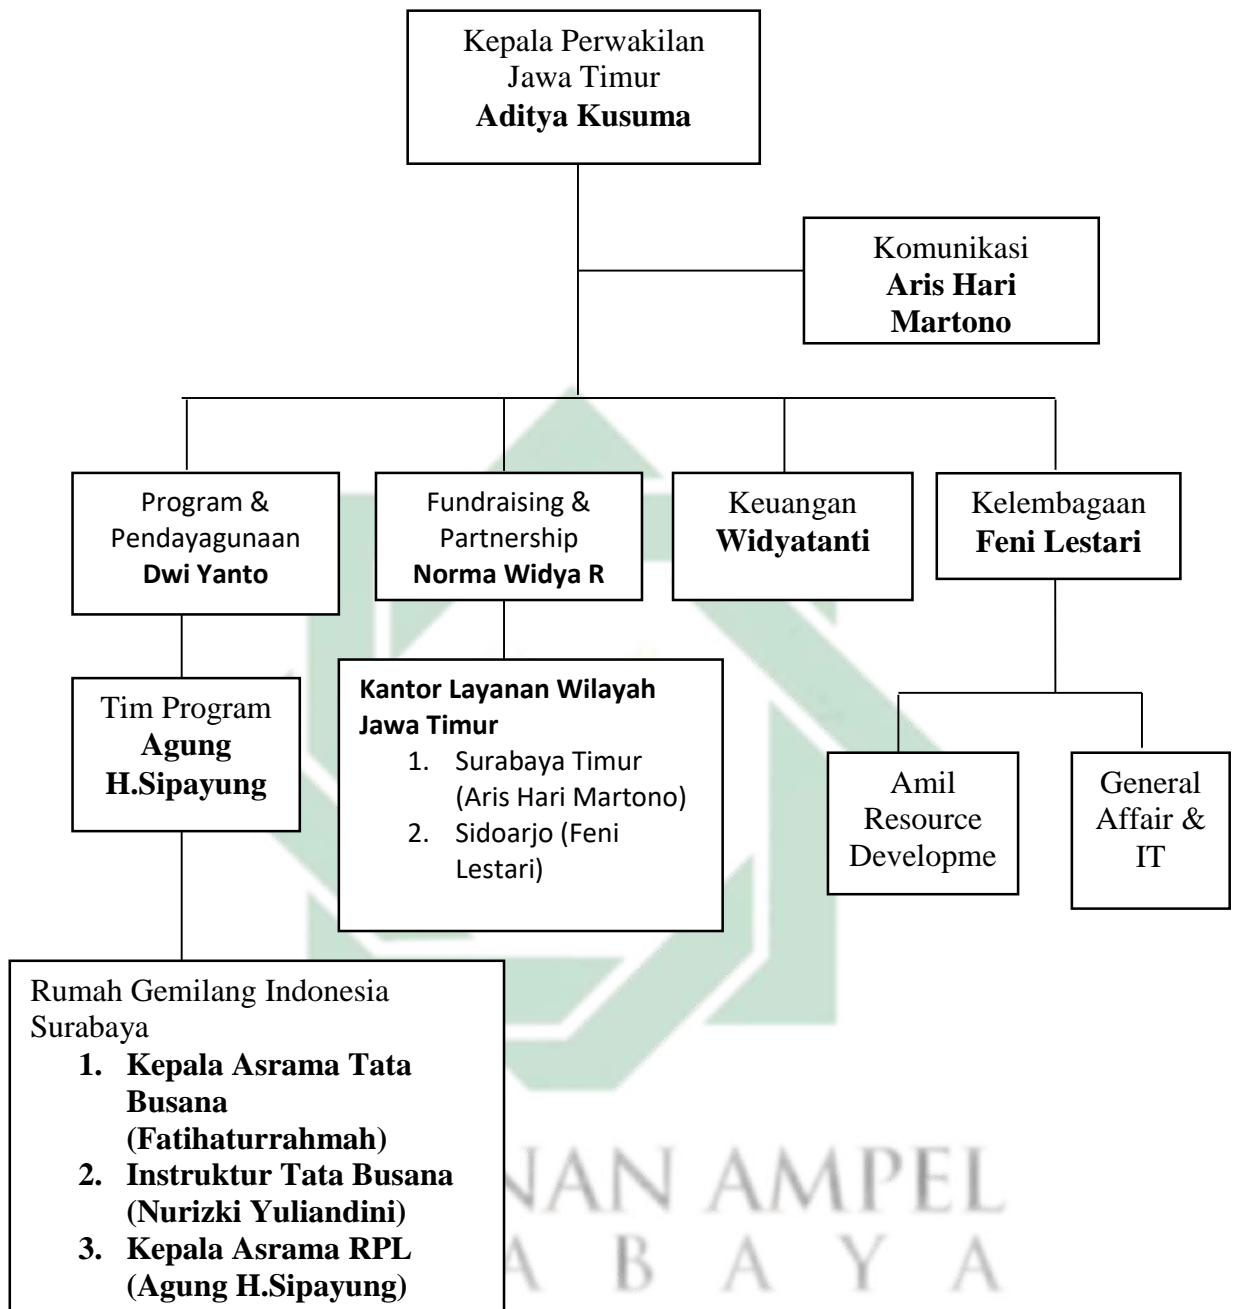 Kepala Perwakilan
Jawa Timur
Aditya Kusuma
Komunikasi
Aris Hari
Martono
Program &
Pendayagunaan
Dwi Yanto
Fundraising &
Partnership
Norma Widya R
Keuangan
Widyatanti
Kelembagaan
Feni Lestari
Tim Program
Agung
H.Sipayung
Kantor Layanan Wilayah
Jawa Timur
1. Surabaya Timur
(Aris Hari Martono)
2. Sidoarjo (Feni
Lestari)
Amil
Resource
Developme
General
Affair &
IT
Rumah Gemilang Indonesia
Surabaya
1. Kepala Asrama Tata
Busana
(Fatihaturrahmah)
2. Instruktur Tata Busana
(Nurizki Yuliandini)
3. Kepala Asrama RPL
(Agung H.Sipayung)
NAN AMPEL
A B A Y A